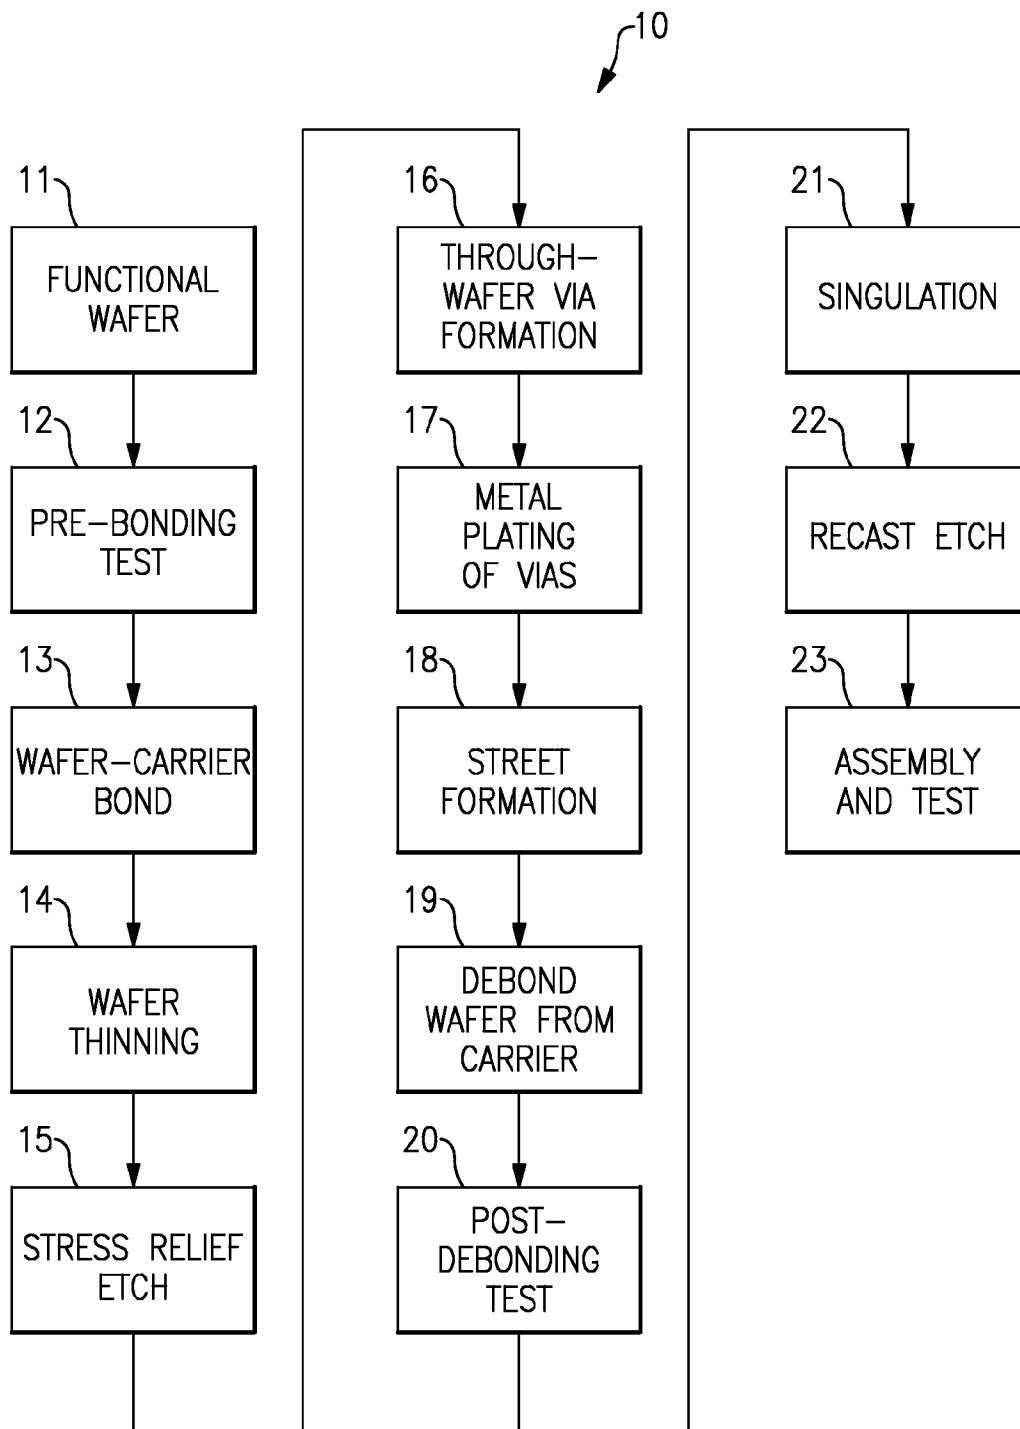 10
11
FUNCTIONAL
WAFER
12
PRE-BONDING
TEST
13
WAFER-CARRIER
BOND
14
WAFER
THINNING
15
STRESS RELIEF
ETCH
16
THROUGH-
WAFER VIA
FORMATION
17
METAL
PLATING
OF VIAS
18
STREET
FORMATION
19
DEBOND
WAFER FROM
CARRIER
20
POST-
DEBONDING
TEST
21
SINGULATION
22
RECAST ETCH
23
ASSEMBLY
AND TEST